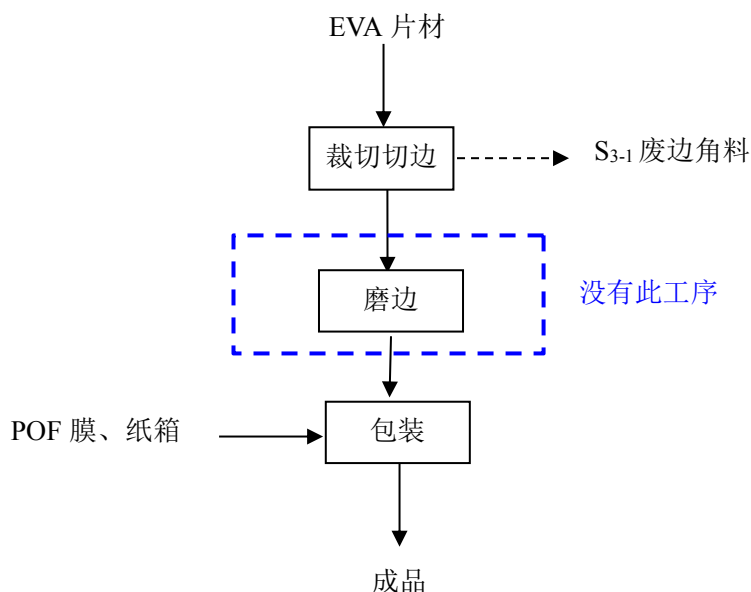 EVA 片材
裁切切边
S3-1 废边角料
磨边
没有此工序
POF 膜、纸箱
包装
成品